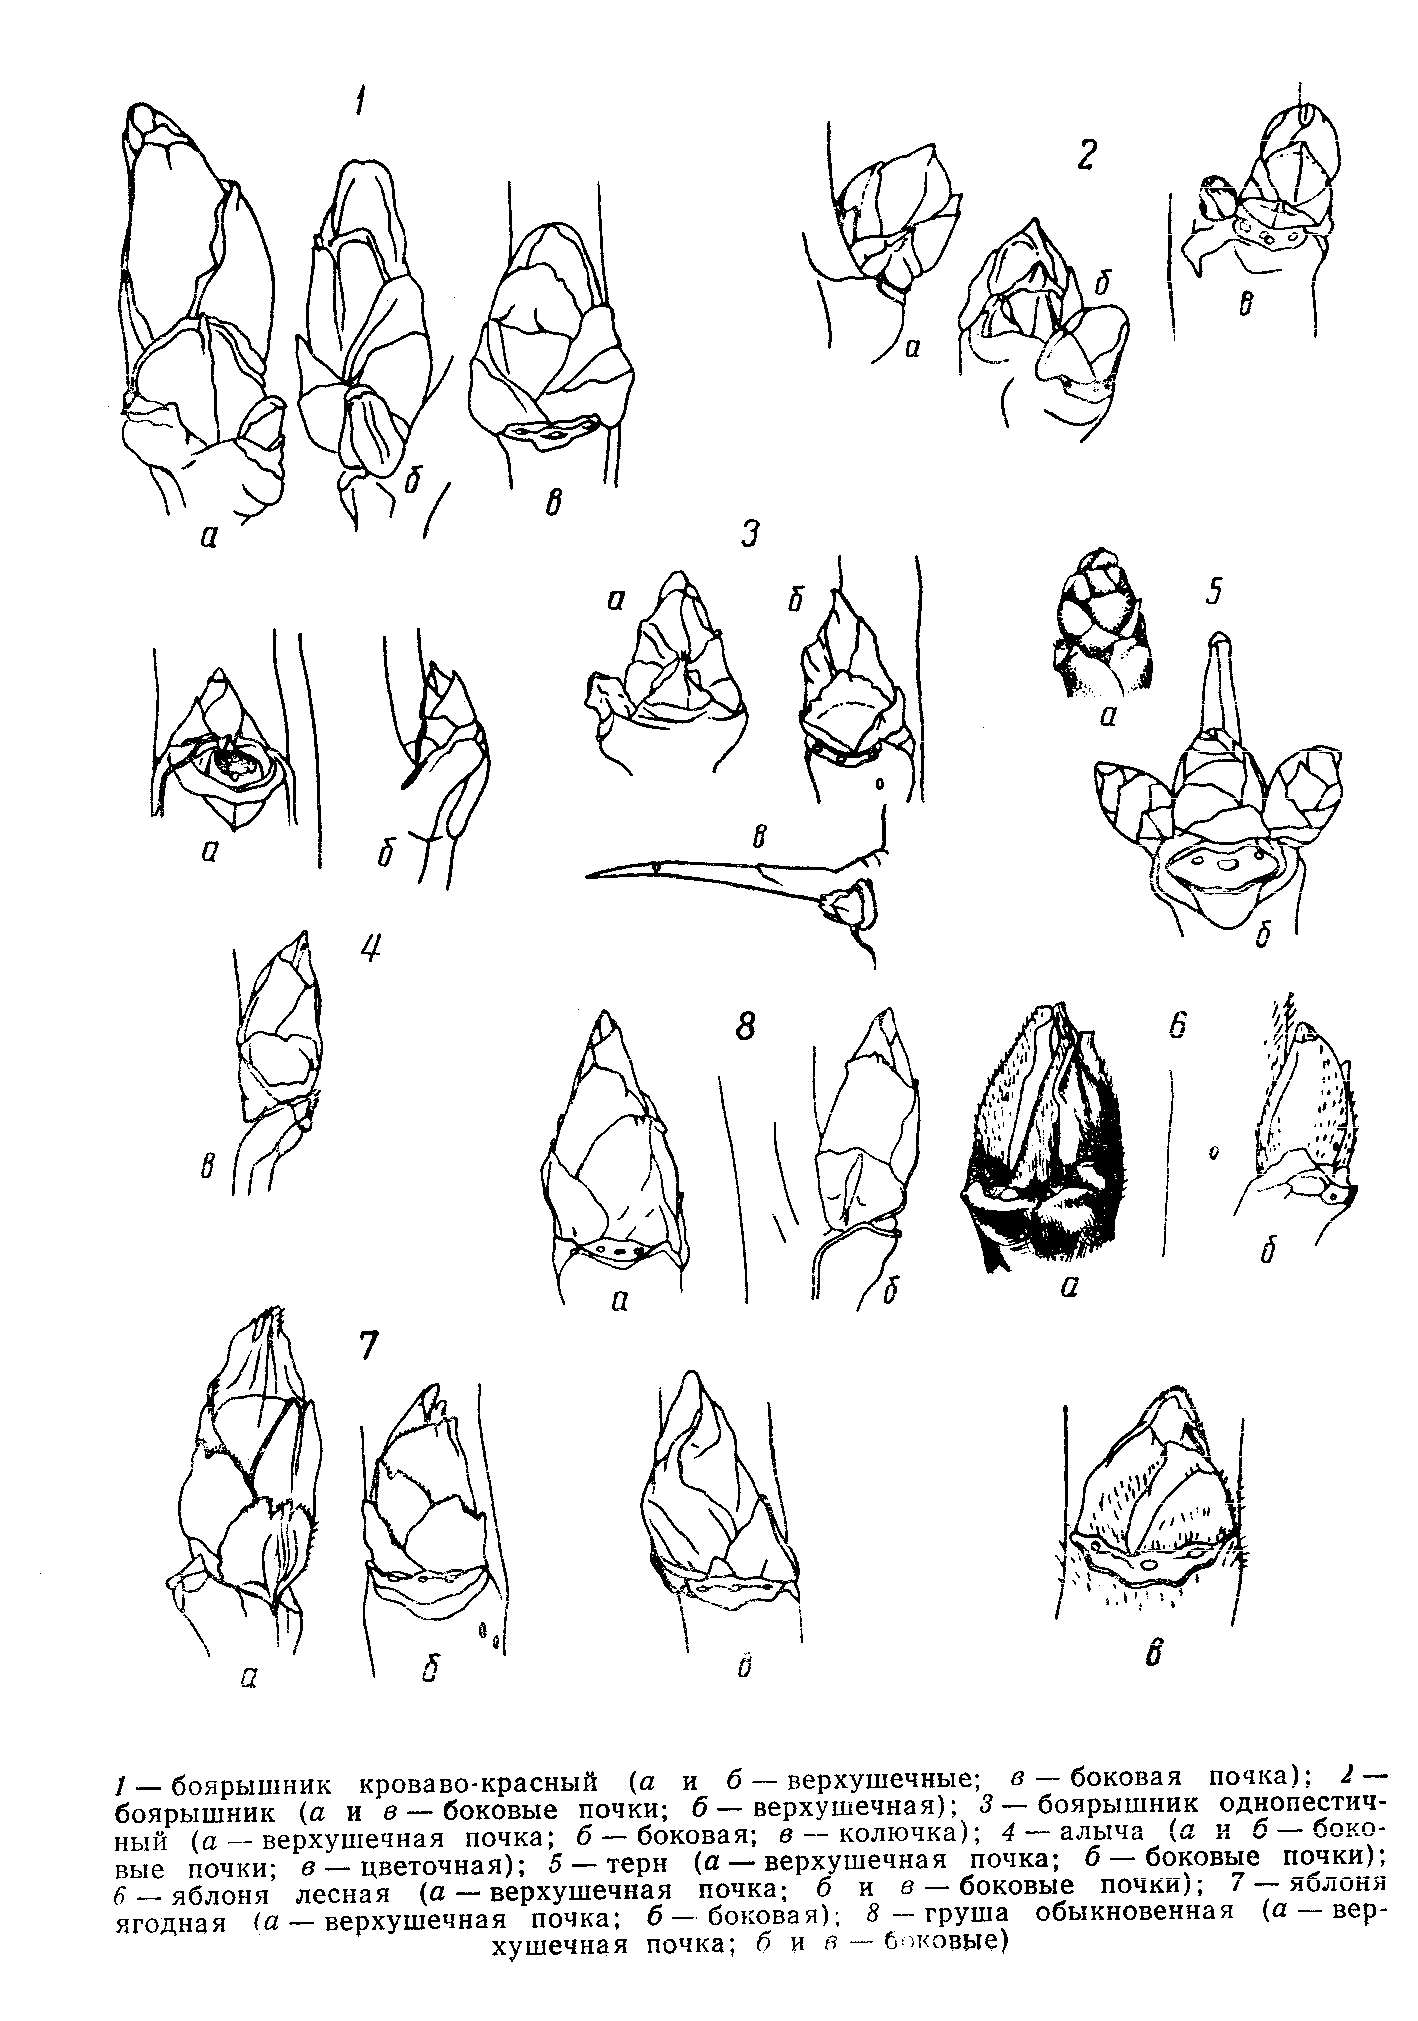 1
2
а
б
в
а
б
в
3
а
б
5
а
а
б
в
б
4
в
8
6
а
б
а
б
7
а
б
в
в
1 — боярышник кроваво-красный (а и б — верхушечные; в — боковая почка); 2 —
боярышник (а и в — боковые почки; б — верхушечная); 3 — боярышник однопестич-
ный (а — верхушечная почка; б — боковая; в — колючка); 4 — алыча (а и б — боко-
вые почки; в — цветочная); 5 — терн (а — верхушечная почка; б — боковые почки);
6 — яблоня лесная (а — верхушечная почка; б и в — боковые почки); 7 — яблоня
ягодная (а — верхушечная почка; б — боковая); 8 — груша обыкновенная (а — вер-
хушечная почка; б и в — боковые)